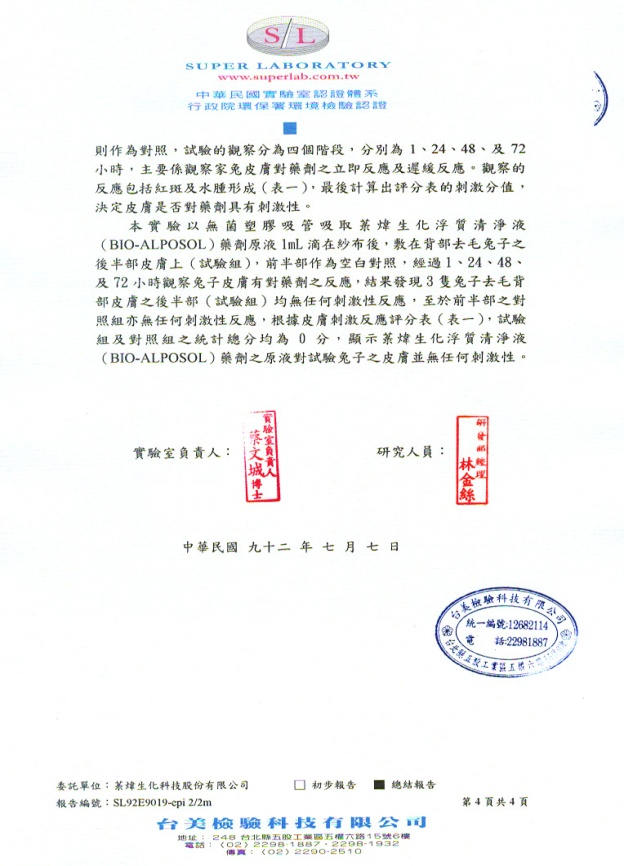 S/L
SUPER LABORATORY
www.superlab.com.tw
中華民國實驗室認證體系
行政院環保署環境檢驗認證
則作為對照，試驗的觀察分為四個階段，分別為 1、24、48、及 72
小時，主要係觀察家兔皮膚對藥劑之立即反應及遲緩反應。觀察的
反應包括紅斑及水腫形成（表一），最後計算出評分表的刺激分值，
決定皮膚是否對藥劑具有刺激性。
本實驗以無菌塑膠吸管吸取菉煒生化浮質清淨液
（BIO-ALPOSOL）藥劑原液 1mL 滴在紗布後，敷在背部去毛兔子之
後半部皮膚上（試驗組），前半部作為空白對照，經過 1、24、48、
及 72 小時觀察兔子皮膚有對藥劑之反應，結果發現 3 隻兔子去毛背
部皮膚之後半部（試驗組）均無任何刺激性反應，至於前半部之對
照組亦無任何刺激性反應，根據皮膚刺激反應評分表（表一），試驗
組及對照組之統計總分均為 0 分，顯示菉煒生化浮質清淨液
（BIO-ALPOSOL）藥劑之原液對試驗兔子之皮膚並無任何刺激性。
實驗室負責人：
實驗室負責人
蔡文城博士
研究人員：
研發部經理
林金絲
中華民國 九十二 年 七 月 七 日
台美檢驗科技有限公司
統一編號:12682114
電 話:22981887
台北縣五股工業區五權六路
委託單位：菉煒生化科技股份有限公司 □ 初步報告 ■ 總結報告
報告編號：SL92E9019-cpi 2/2m 第 4 頁共 4 頁
台美檢驗科技有限公司
地址： 248 台北縣五股工業區五權六路15號6樓
電話：（02）2298-1887・2298-1932
傳真：（02）2290-2510